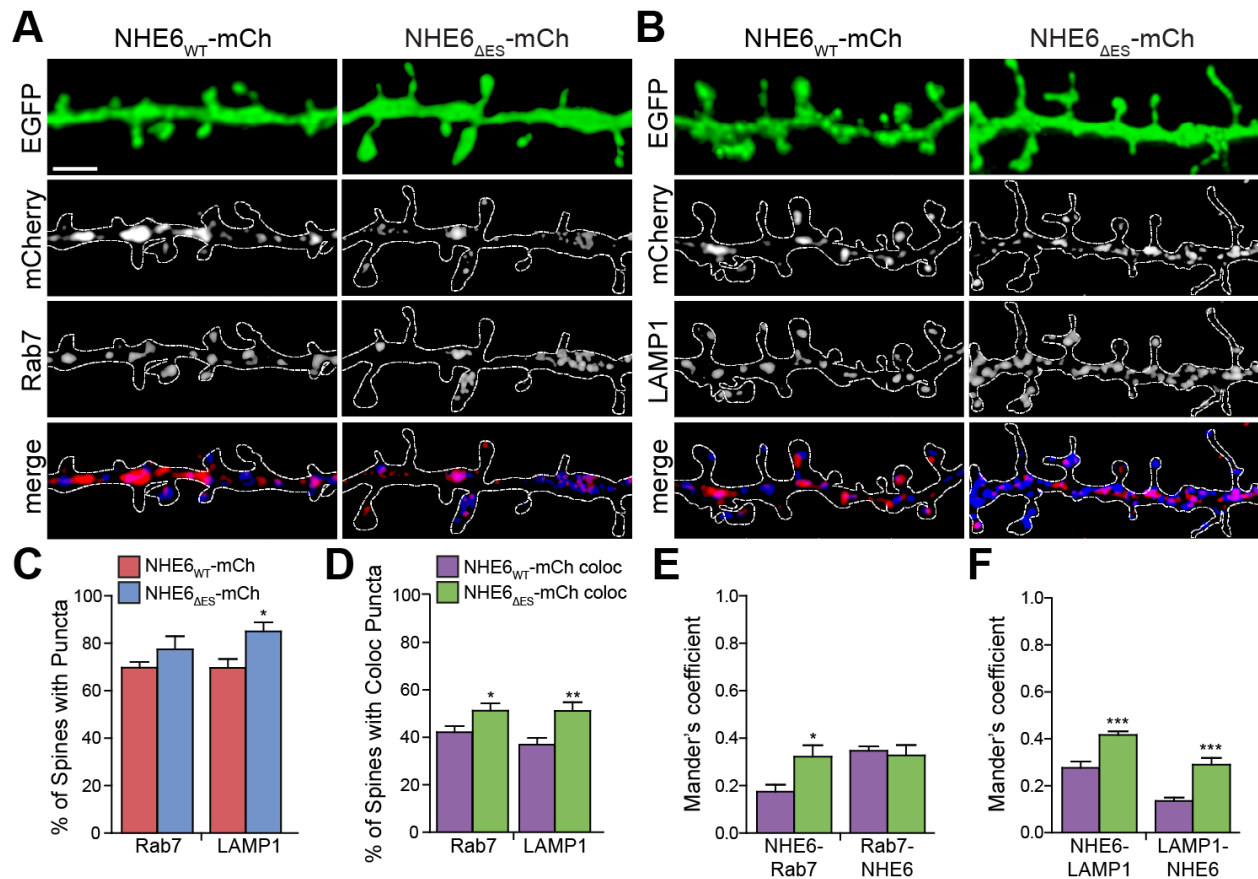 A
NHE6WT-mCh
NHE6ΔES-mCh
B
NHE6WT-mCh
NHE6ΔES-mCh
EGFP
mCherry
Rab7
merge
EGFP
mCherry
LAMP1
merge
C
NHE6WT-mCh
NHE6ΔES-mCh
% of Spines with Puncta
100
80
60
40
20
0
*
Rab7
LAMP1
D
NHE6WT-mCh coloc
NHE6ΔES-mCh coloc
% of Spines with Coloc Puncta
100
80
60
40
20
0
*
**
Rab7
LAMP1
E
Mander's coefficient
1.0
0.8
0.6
0.4
0.2
0.0
*
NHE6-
Rab7
Rab7-
NHE6
F
Mander's coefficient
1.0
0.8
0.6
0.4
0.2
0.0
***
***
NHE6-
LAMP1
LAMP1-
NHE6